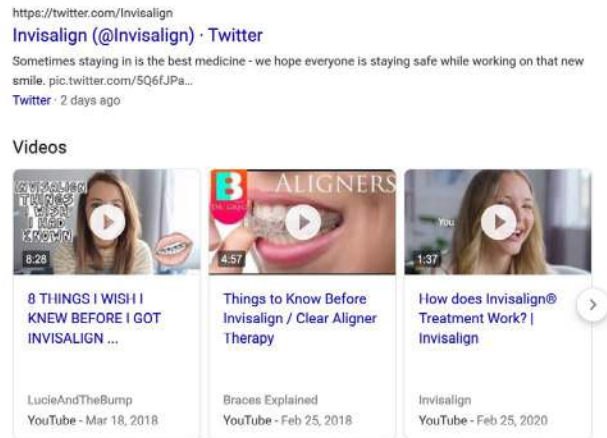 https://twitter.com/Invisalign
Invisalign (@Invisalign) · Twitter
Sometimes staying in is the best medicine - we hope everyone is staying safe while working on that new
smile. pic.twitter.com/5Q6fJPa...
Twitter · 2 days ago
Videos
INVISALIGN
THINGS
I WISH
I HAD
KNOWN
8:28
B
ALIGNERS
4:57
You
1:37
8 THINGS I WISH I
KNEW BEFORE I GOT
INVISALIGN ...
Things to Know Before
Invisalign / Clear Aligner
Therapy
How does Invisalign®
Treatment Work? |
Invisalign
LucieAndTheBump
YouTube - Mar 18, 2018
Braces Explained
YouTube - Feb 25, 2018
Invisalign
YouTube - Feb 25, 2020